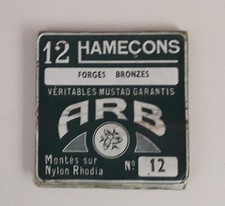 12 HAMEÇONS
FORGES BRONZES
VÉRITABLES MUSTAD GARANTIS
ARB
Montés sur
Nylon Rhodia
No 12